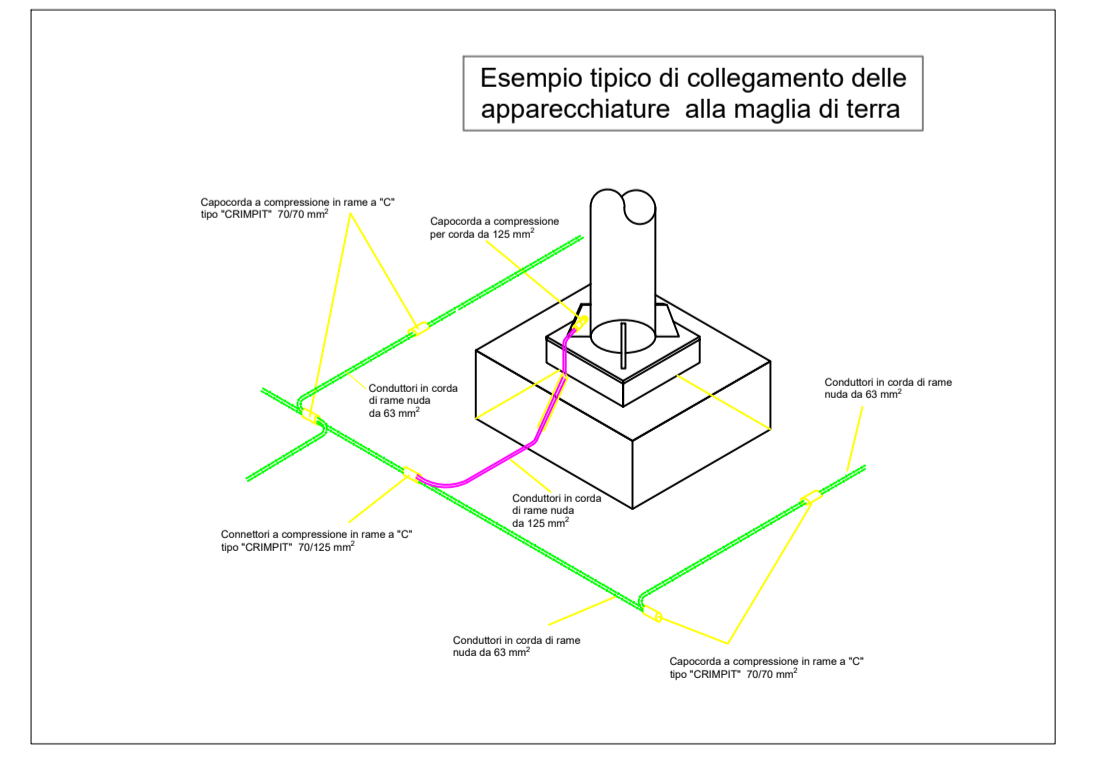 Esempio tipico di collegamento delle
apparecchiature alla maglia di terra
Capocorda a compressione in rame a "C"
tipo "CRIMPIT" 70/70 mm²
Capocorda a compressione
per corda da 125 mm²
Conduttori in corda
di rame nuda
da 63 mm²
Conduttori in corda di rame
nuda da 63 mm²
Conduttori in corda
di rame nuda
da 125 mm²
Connettori a compressione in rame a "C"
tipo "CRIMPIT" 70/125 mm²
Conduttori in corda di rame
nuda da 63 mm²
Capocorda a compressione in rame a "C"
tipo "CRIMPIT" 70/70 mm²